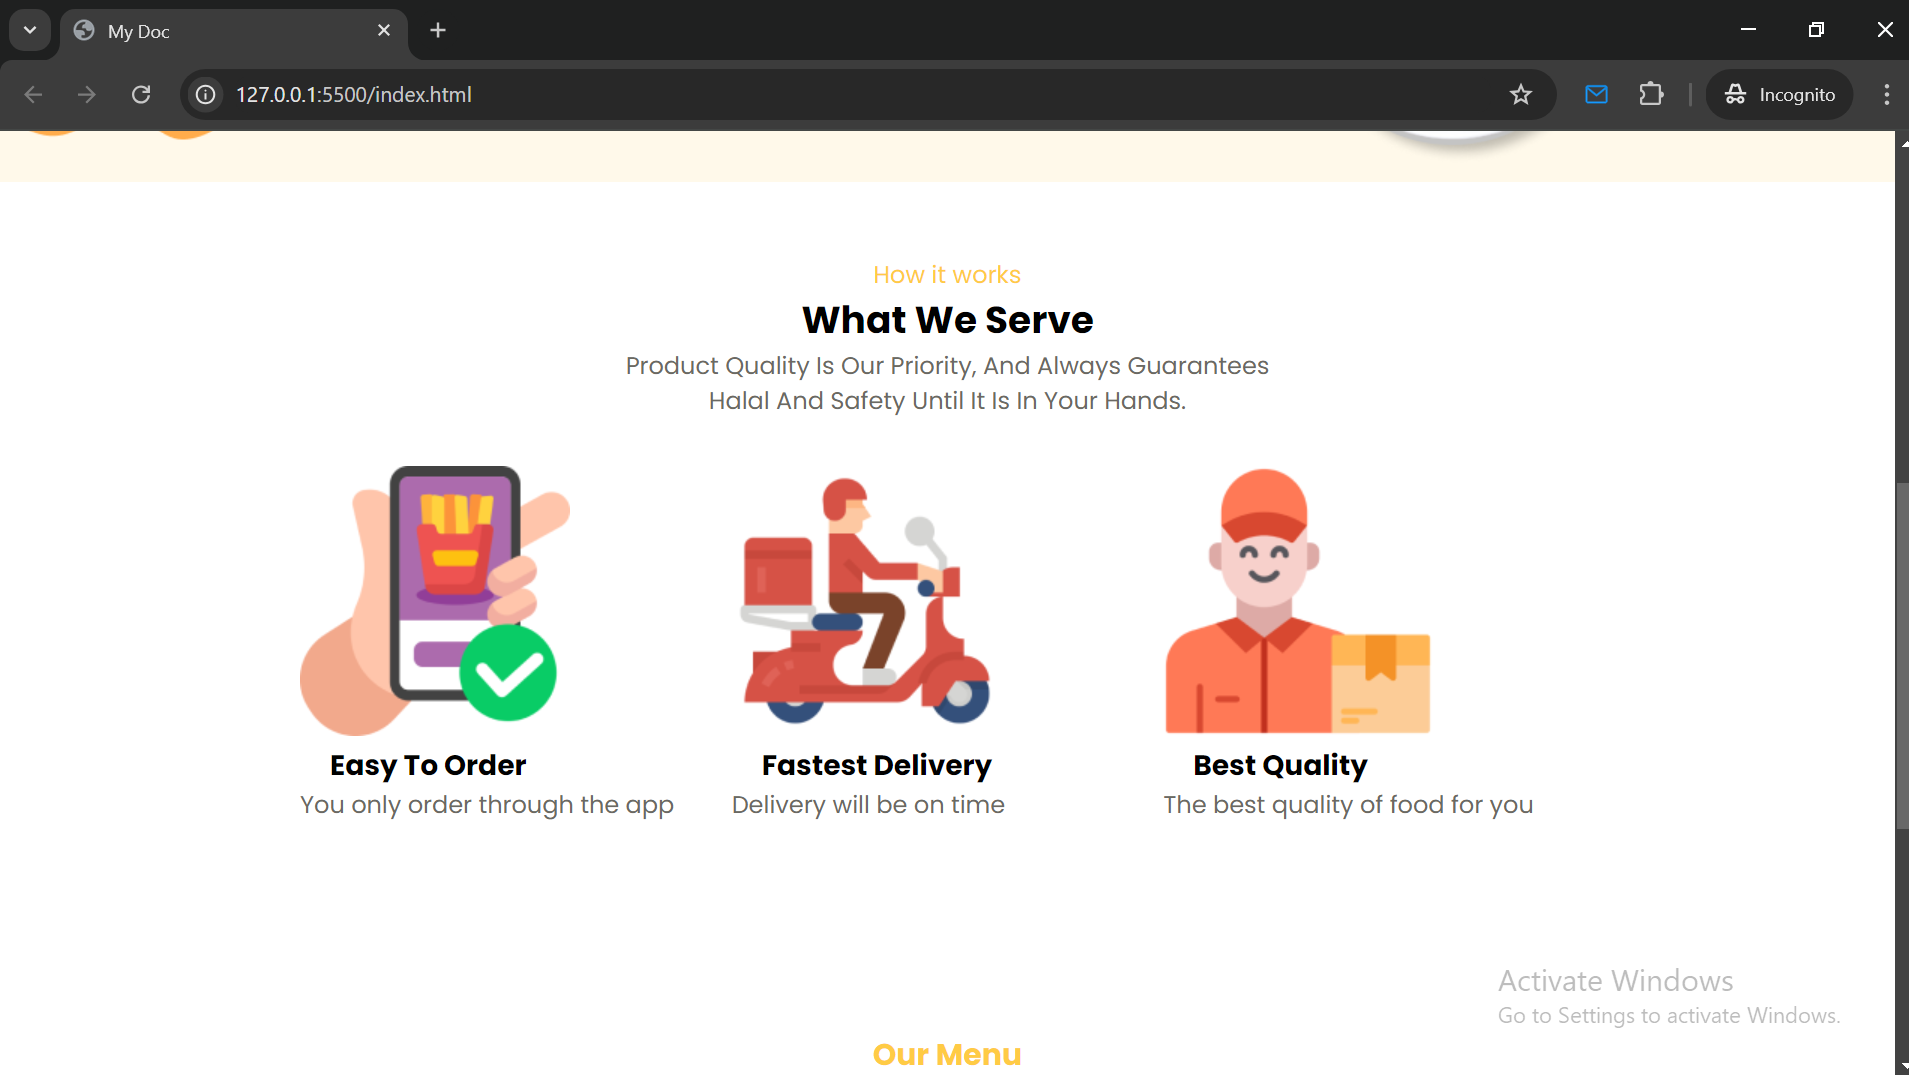 My Doc
127.0.0.1:5500/index.html
Incognito
How it works
What We Serve
Product Quality Is Our Priority, And Always Guarantees
Halal And Safety Until It Is In Your Hands.
Easy To Order
You only order through the app
Fastest Delivery
Delivery will be on time
Best Quality
The best quality of food for you
Activate Windows
Go to Settings to activate Windows.
Our Menu